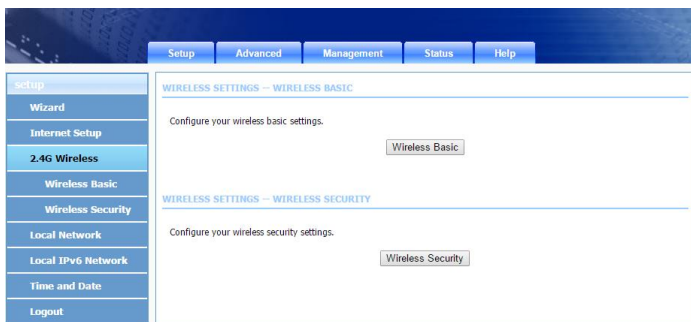 Setup Advanced Management Status Help
setup
Wizard
Internet Setup
2.4G Wireless
Wireless Basic
Wireless Security
Local Network
Local IPv6 Network
Time and Date
Logout
WIRELESS SETTINGS -- WIRELESS BASIC
Configure your wireless basic settings.
Wireless Basic
WIRELESS SETTINGS -- WIRELESS SECURITY
Configure your wireless security settings.
Wireless Security